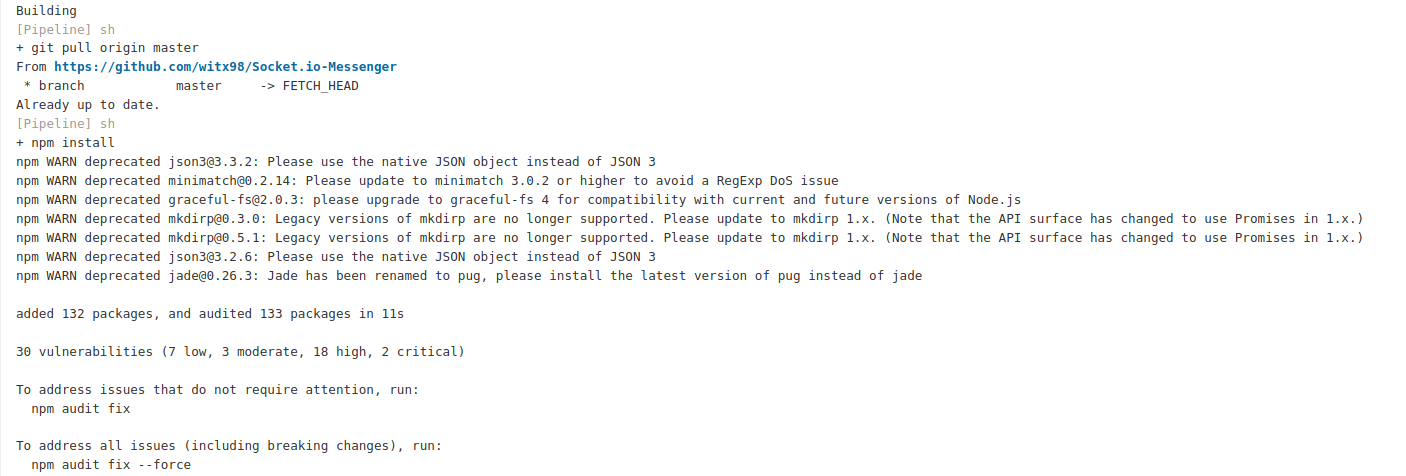 Building
[Pipeline] sh
+ git pull origin master
From https://github.com/witx98/Socket.io-Messenger
 * branch            master     -> FETCH_HEAD
Already up to date.
[Pipeline] sh
+ npm install
npm WARN deprecated json3@3.3.2: Please use the native JSON object instead of JSON 3
npm WARN deprecated minimatch@0.2.14: Please update to minimatch 3.0.2 or higher to avoid a RegExp DoS issue
npm WARN deprecated graceful-fs@2.0.3: please upgrade to graceful-fs 4 for compatibility with current and future versions of Node.js
npm WARN deprecated mkdirp@0.3.0: Legacy versions of mkdirp are no longer supported. Please update to mkdirp 1.x. (Note that the API surface has changed to use Promises in 1.x.)
npm WARN deprecated mkdirp@0.5.1: Legacy versions of mkdirp are no longer supported. Please update to mkdirp 1.x. (Note that the API surface has changed to use Promises in 1.x.)
npm WARN deprecated json3@3.2.6: Please use the native JSON object instead of JSON 3
npm WARN deprecated jade@0.26.3: Jade has been renamed to pug, please install the latest version of pug instead of jade

added 132 packages, and audited 133 packages in 11s

30 vulnerabilities (7 low, 3 moderate, 18 high, 2 critical)

To address issues that do not require attention, run:
  npm audit fix

To address all issues (including breaking changes), run:
  npm audit fix --force